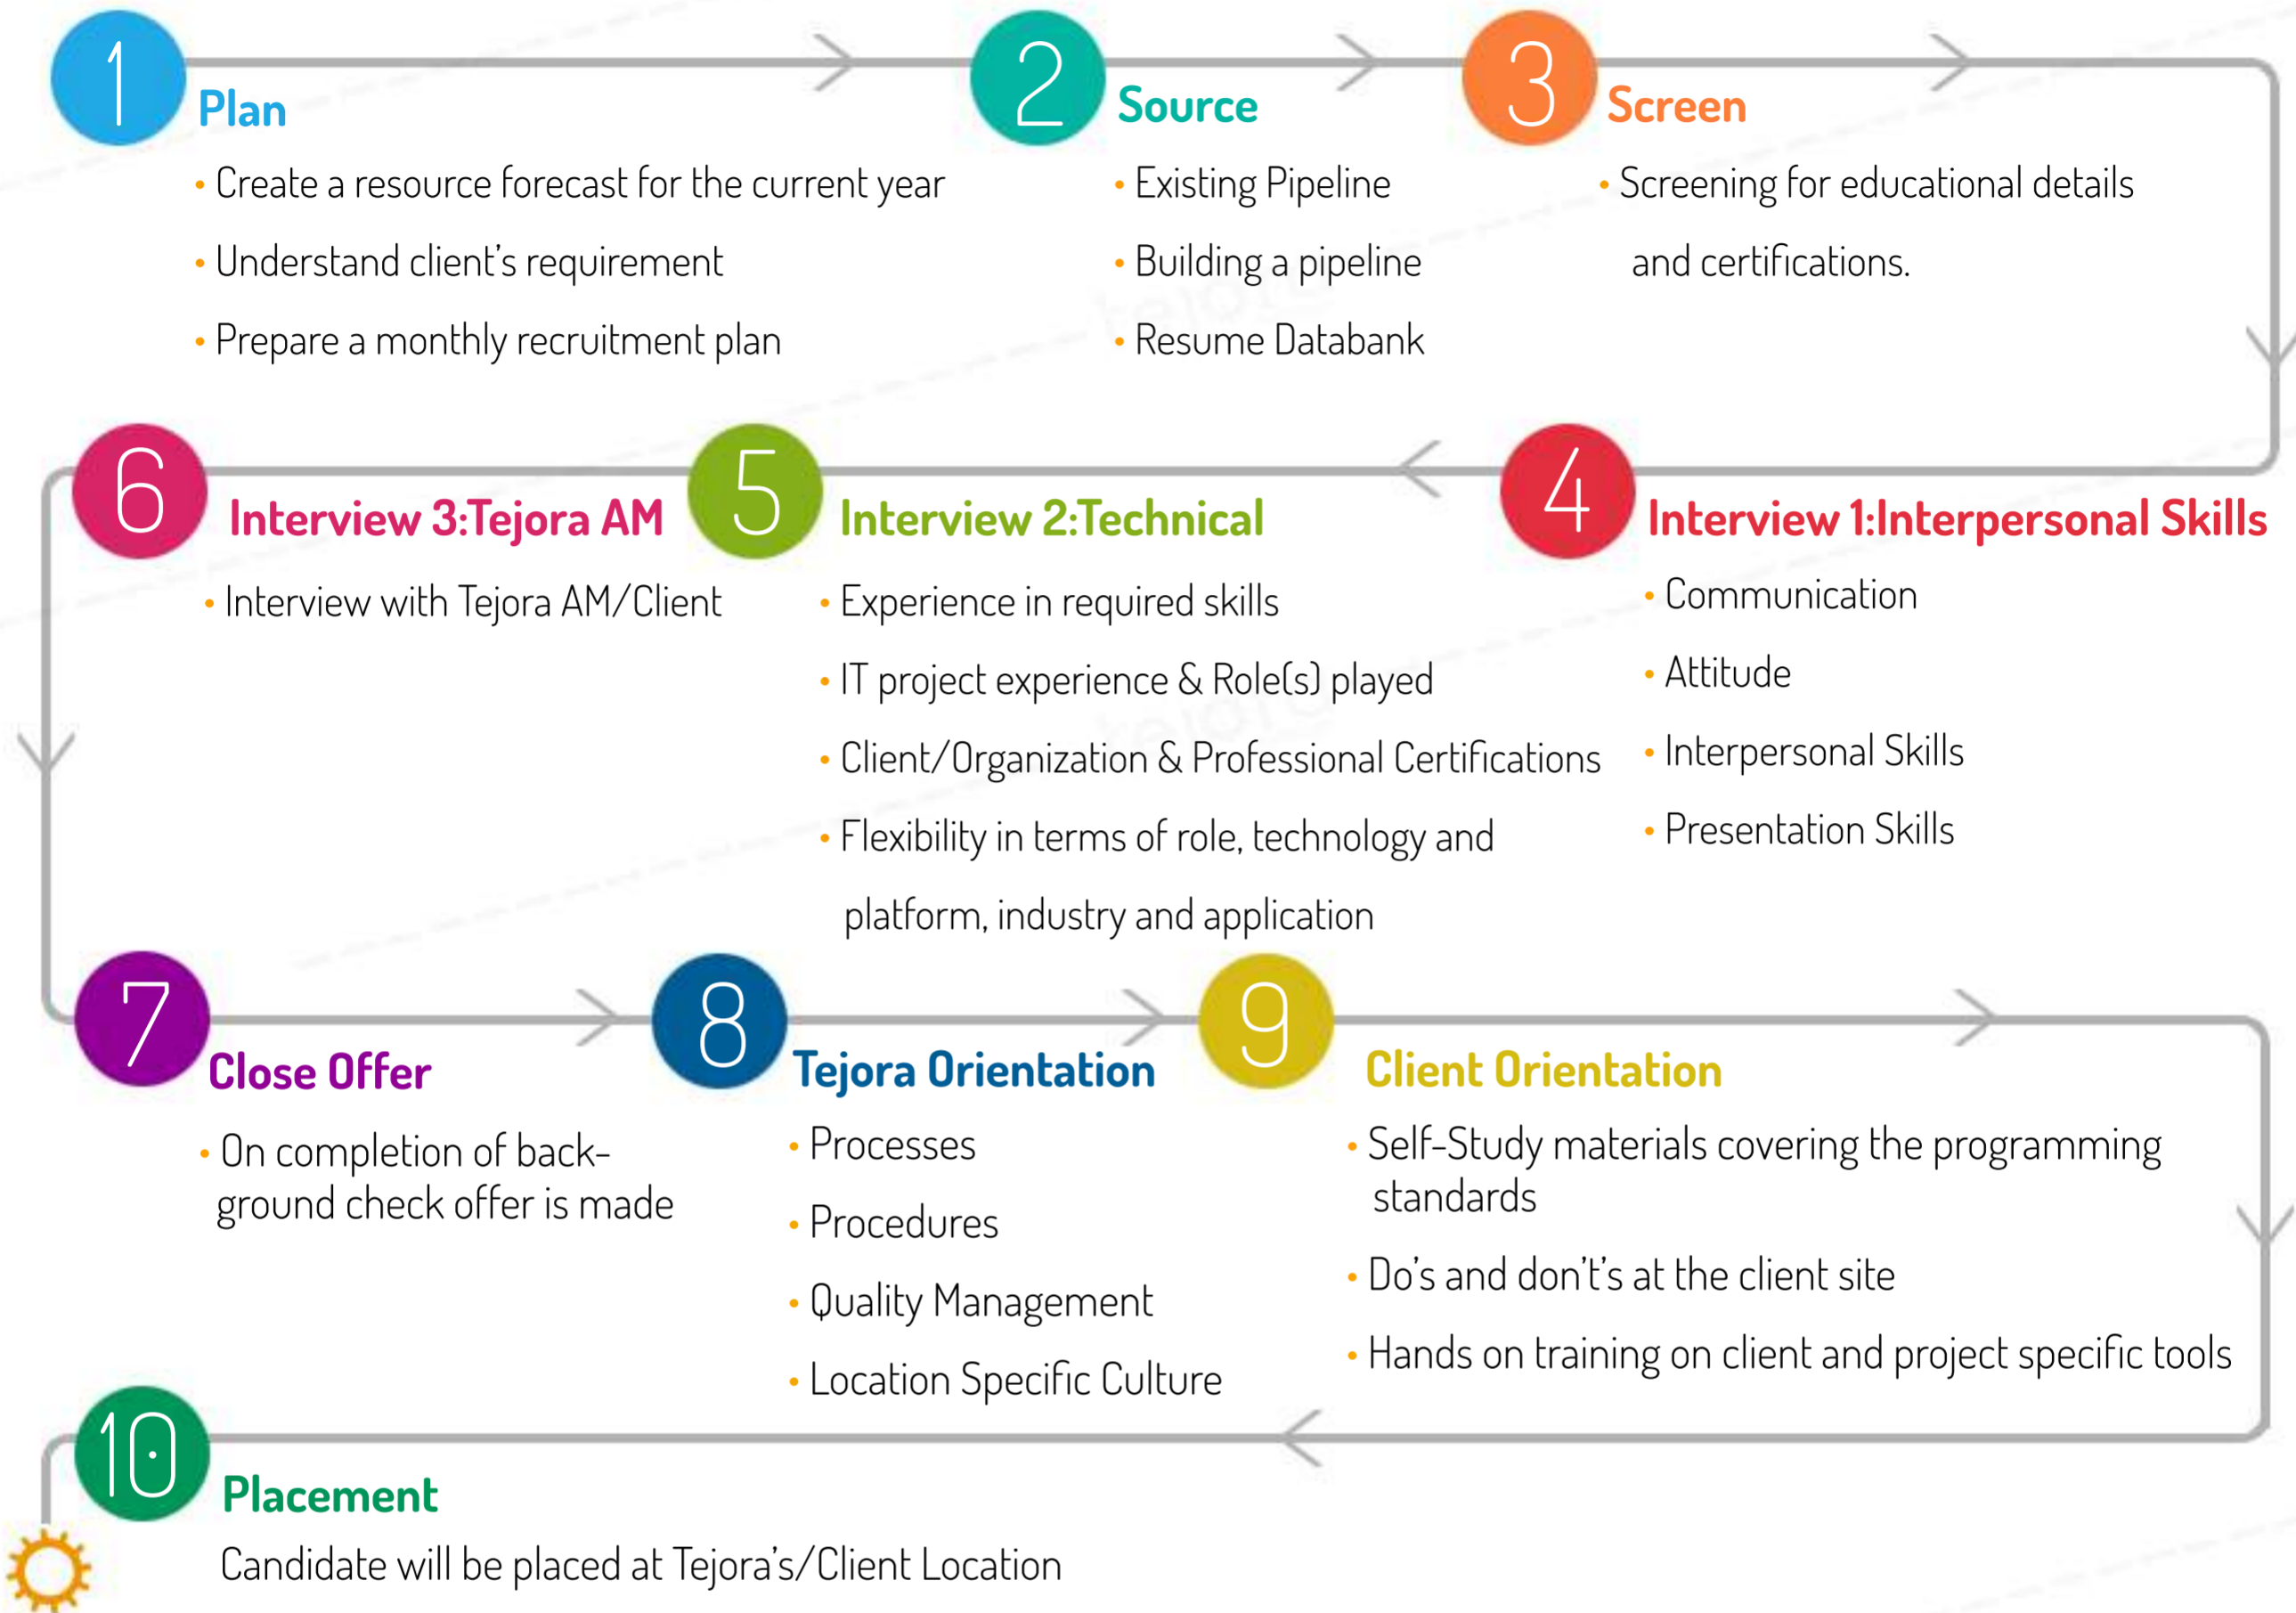 1
Plan
• Create a resource forecast for the current year
• Understand client's requirement
• Prepare a monthly recruitment plan
2
Source
• Existing Pipeline
• Building a pipeline
• Resume Databank
3
Screen
• Screening for educational details
and certifications.
4
Interview 1:Interpersonal Skills
• Communication
• Attitude
• Interpersonal Skills
• Presentation Skills
5
Interview 2:Technical
• Experience in required skills
• IT project experience & Role(s) played
• Client/Organization & Professional Certifications
• Flexibility in terms of role, technology and
platform, industry and application
6
Interview 3:Tejora AM
• Interview with Tejora AM/Client
7
Close Offer
• On completion of back-
ground check offer is made
8
Tejora Orientation
• Processes
• Procedures
• Quality Management
• Location Specific Culture
9
Client Orientation
• Self-Study materials covering the programming
standards
• Do's and don't's at the client site
• Hands on training on client and project specific tools
10
Placement
Candidate will be placed at Tejora's/Client Location
tejora
tejora